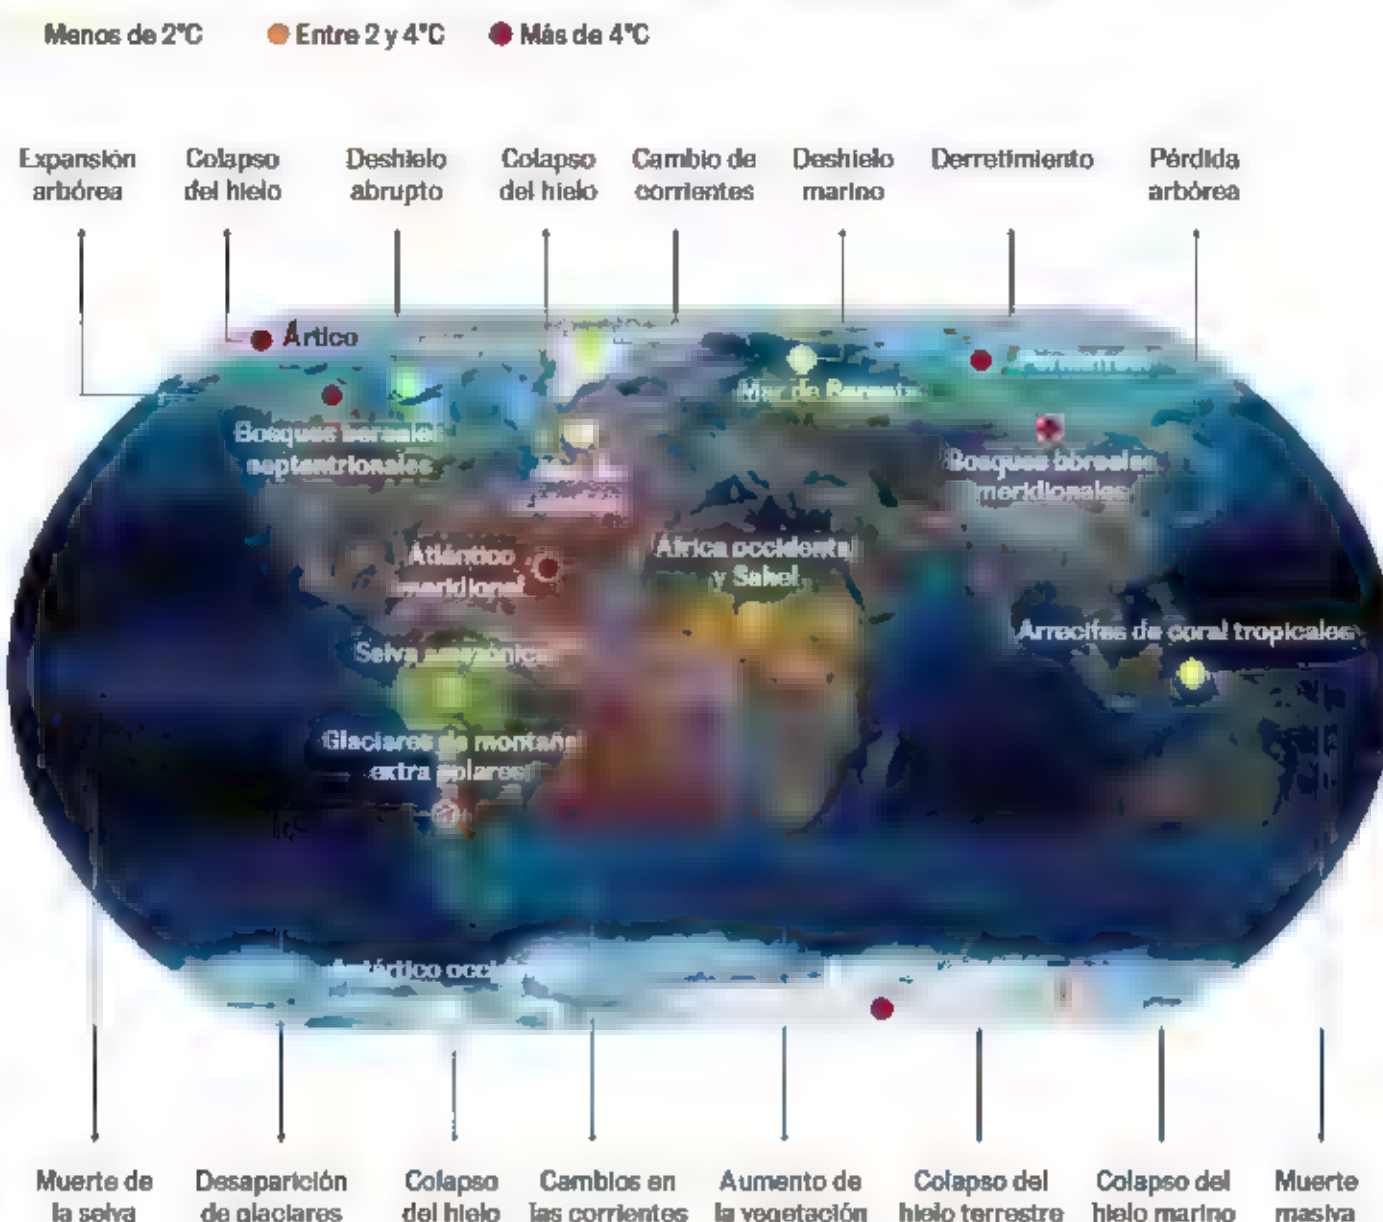 Menos de 2°C
Entre 2 y 4°C
Más de 4°C
Expansión
arbórea
Colapso
del hielo
Deshielo
abrupto
Colapso
del hielo
Cambio de
corrientes
Deshielo
marino
Derretimiento
Pérdida
arbórea
Ártico
Mar de Barents
Bosques boreales
septentrionales
Bosques boreales
meridionales
Atlántico
meridional
África occidental
y Sahel
Arrecifes de coral tropicales
Selva amazónica
Glaciares de montaña
extra polares
Muerte de
la selva
Desaparición
de glaciares
Colapso
del hielo
Cambios en
las corrientes
Aumento de
la vegetación
Colapso del
hielo terrestre
Colapso del
hielo marino
Muerte
masiva